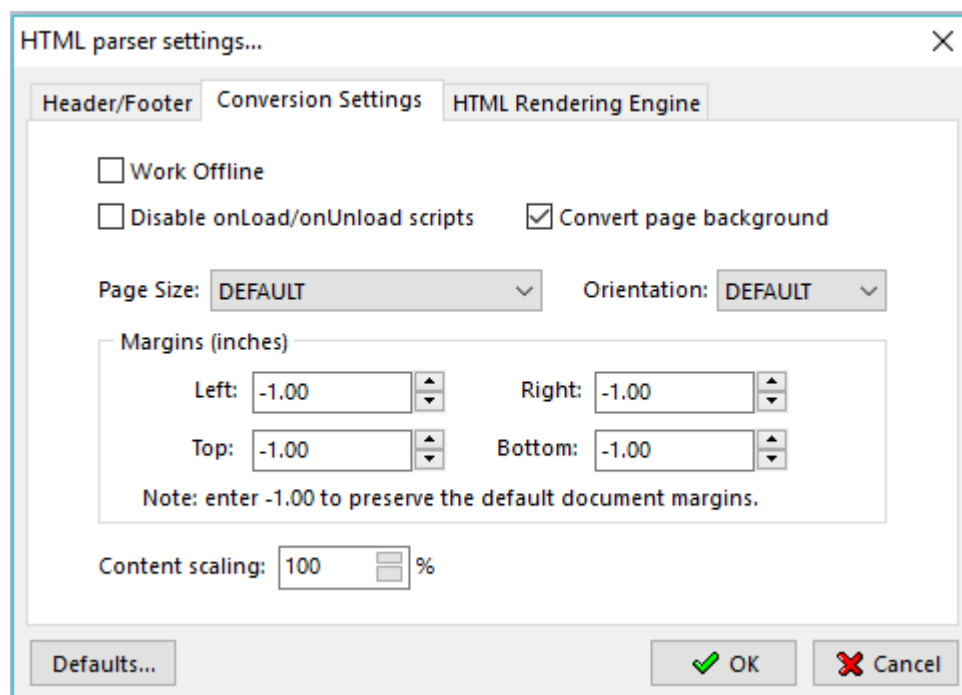 HTML parser settings...
Header/Footer Conversion Settings HTML Rendering Engine
Work Offline
Disable onLoad/onUnload scripts Convert page background
Page Size: DEFAULT Orientation: DEFAULT
Margins (inches)
Left: -1.00 Right: -1.00
Top: -1.00 Bottom: -1.00
Note: enter -1.00 to preserve the default document margins.
Content scaling: 100 %
Defaults... OK Cancel